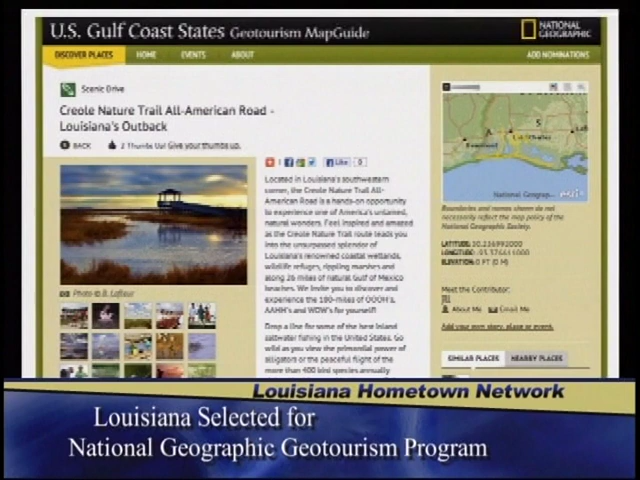 U.S. Gulf Coast States Geotourism MapGuide
NATIONAL
GEOGRAPHIC
DISCOVER PLACES HOME EVENTS ABOUT ADD NOMINATIONS
Scenic Drive
Creole Nature Trail All-American Road -
Louisiana's Outback
BACK 2 Thumbs Up! Give your thumbs up.
Like 0
Located in Louisiana's southwestern
corner, the Creole Nature Trail All-
American Road is a hands-on opportunity
to experience one of America's untamed,
natural wonders. Feel inspired and amazed
as the Creole Nature Trail route leads you
into the unsurpassed splendor of
Louisiana's renowned coastal wetlands,
wildlife refuges, rippling marshes and
along 26 miles of natural Gulf of Mexico
beaches. We invite you to discover and
experience the 180-miles of OOOH's,
AAHH's and WOW's for yourself!
Drop a line for some of the best inland
saltwater fishing in the United States. Go
wild as you view the primordial power of
alligators or the peaceful flight of the
more than 400 bird species annually
Photo © B. Lafleur
Beaumont
National Geograp... esri
Boundaries and names shown do not
necessarily reflect the map policy of the
National Geographic Society.
LATITUDE:
LONGITUDE:
ELEVATION: 0 FT (0 M)
Meet the Contributor:
About Me Email Me
Add your own story, place or event.
SIMILAR PLACES NEARBY PLACES
Louisiana Hometown Network
Louisiana Selected for
National Geographic Geotourism Program